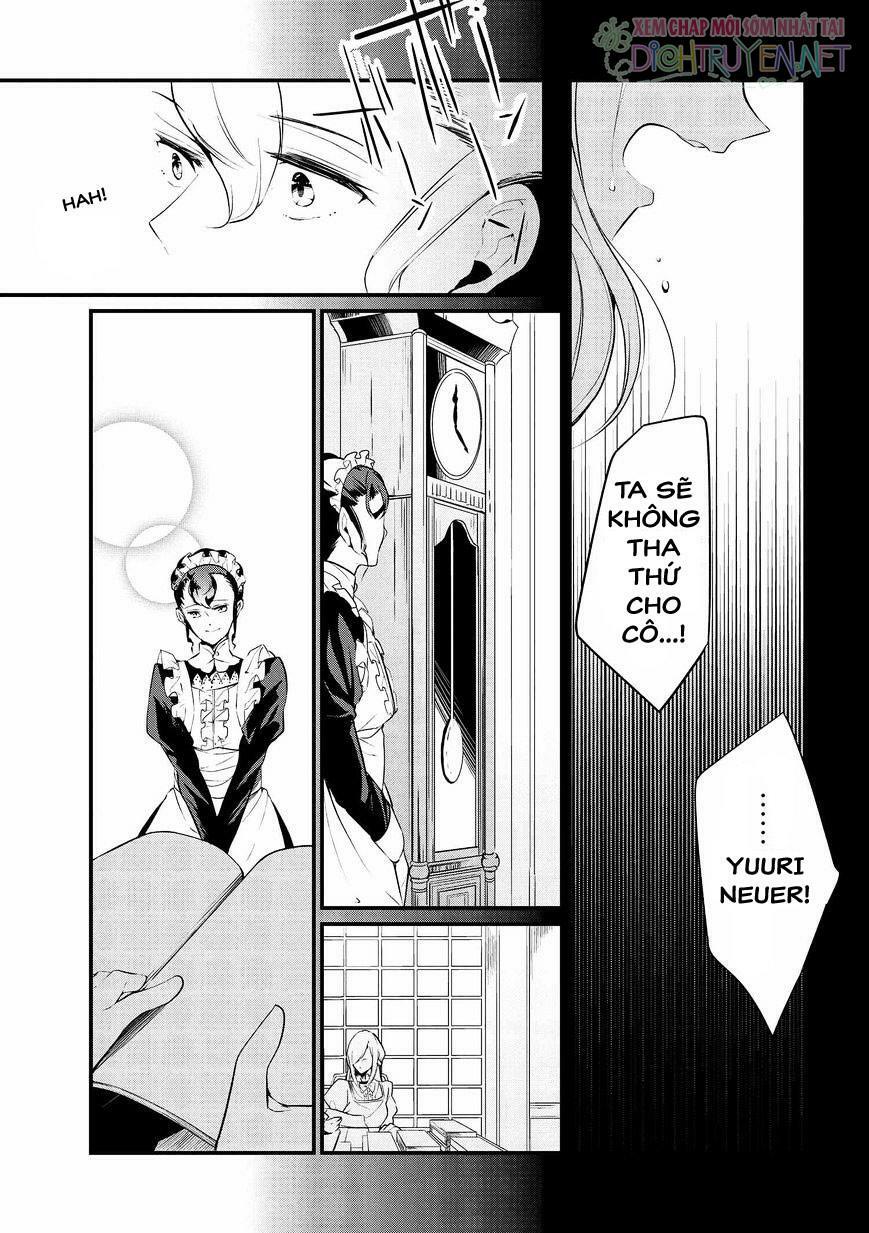 XEM CHAP MỚI SỚM NHẤT TẠI
DICHTRUYEN.NET
TA SẼ
KHÔNG
THA
THỨ
CHO
CÔ...!
......
YUURI
NEUER!
HAH!